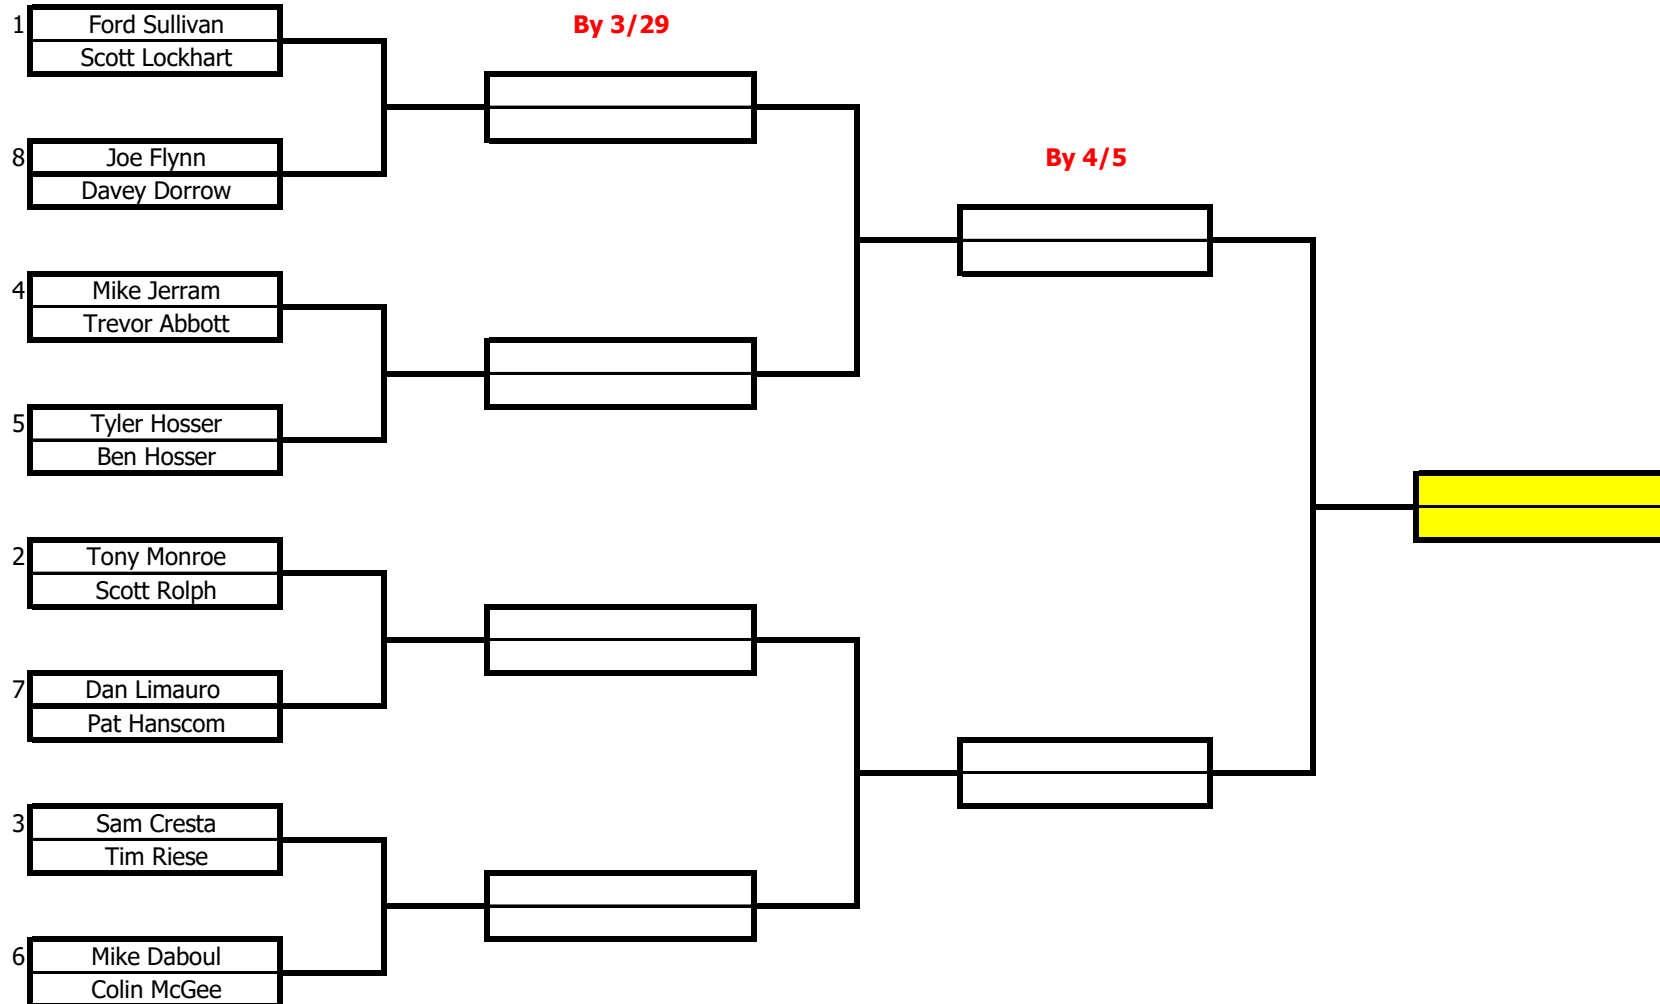 1
Ford Sullivan
Scott Lockhart
By 3/29
8
Joe Flynn
Davey Dorrow
By 4/5
4
Mike Jerram
Trevor Abbott
5
Tyler Hosser
Ben Hosser
2
Tony Monroe
Scott Rolph
7
Dan Limauro
Pat Hanscom
3
Sam Cresta
Tim Riese
6
Mike Daboul
Colin McGee